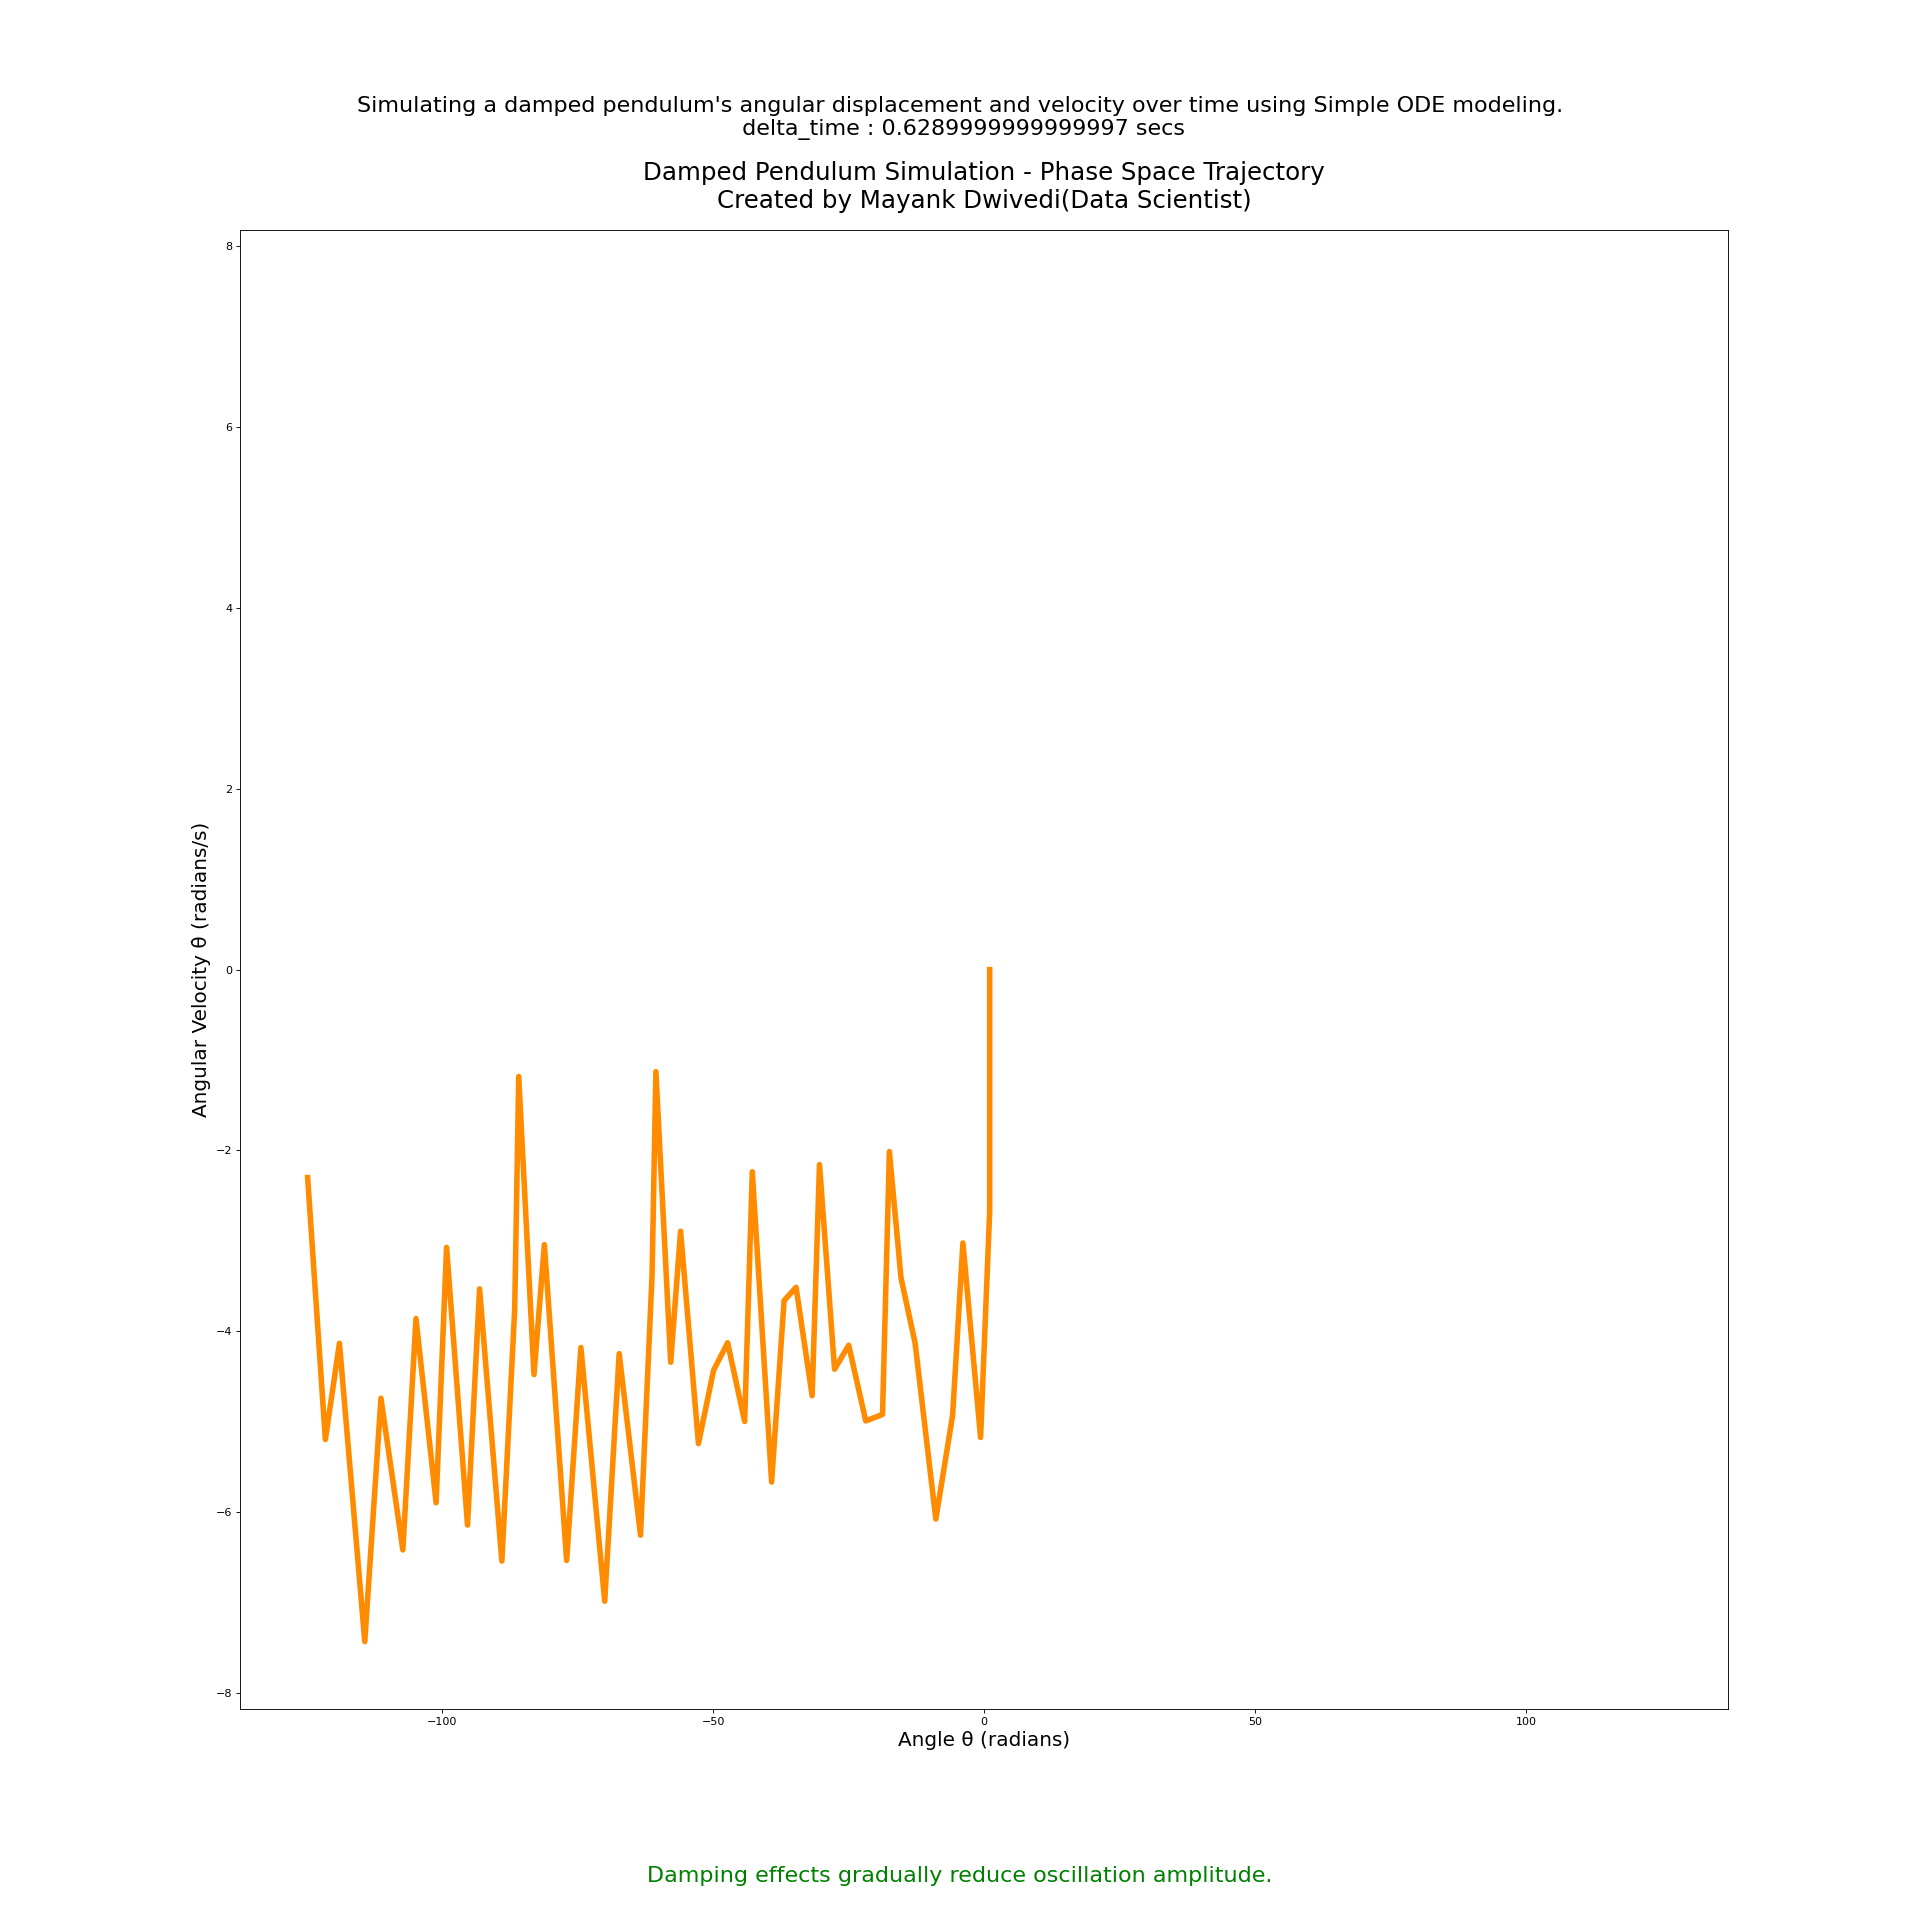 Simulating a damped pendulum's angular displacement and velocity over time using Simple ODE modeling.
delta_time : 0.6289999999999997 secs
Damped Pendulum Simulation - Phase Space Trajectory
Created by Mayank Dwivedi(Data Scientist)
8
6
4
2
0
−2
−4
−6
−8
Angular Velocity θ (radians/s)
−100
−50
0
50
100
Angle θ (radians)
Damping effects gradually reduce oscillation amplitude.